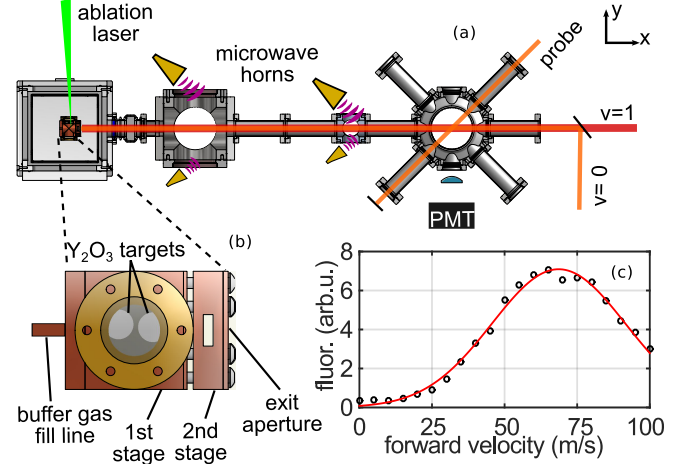 ablation
laser
microwave
horns
(a)
probe
y
x
v=1
v= 0
PMT
(b)
Y₂O₃ targets
buffer gas
fill line
1st
stage
2nd
stage
exit
aperture
(c)
fluor. (arb.u.)
8
6
4
2
0
0 25 50 75 100
forward velocity (m/s)